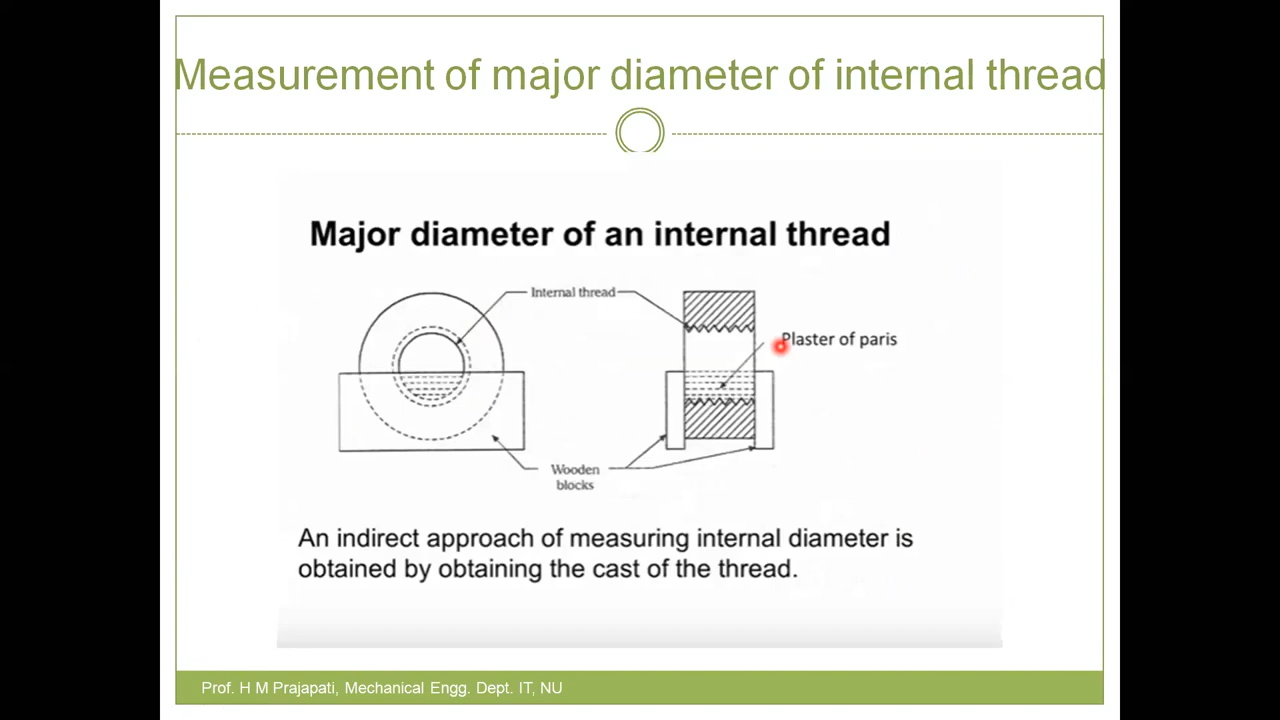 Measurement of major diameter of internal thread
Major diameter of an internal thread
Internal thread
Plaster of paris
Wooden
blocks
An indirect approach of measuring internal diameter is
obtained by obtaining the cast of the thread.
Prof. H M Prajapati, Mechanical Engg. Dept. IT, NU